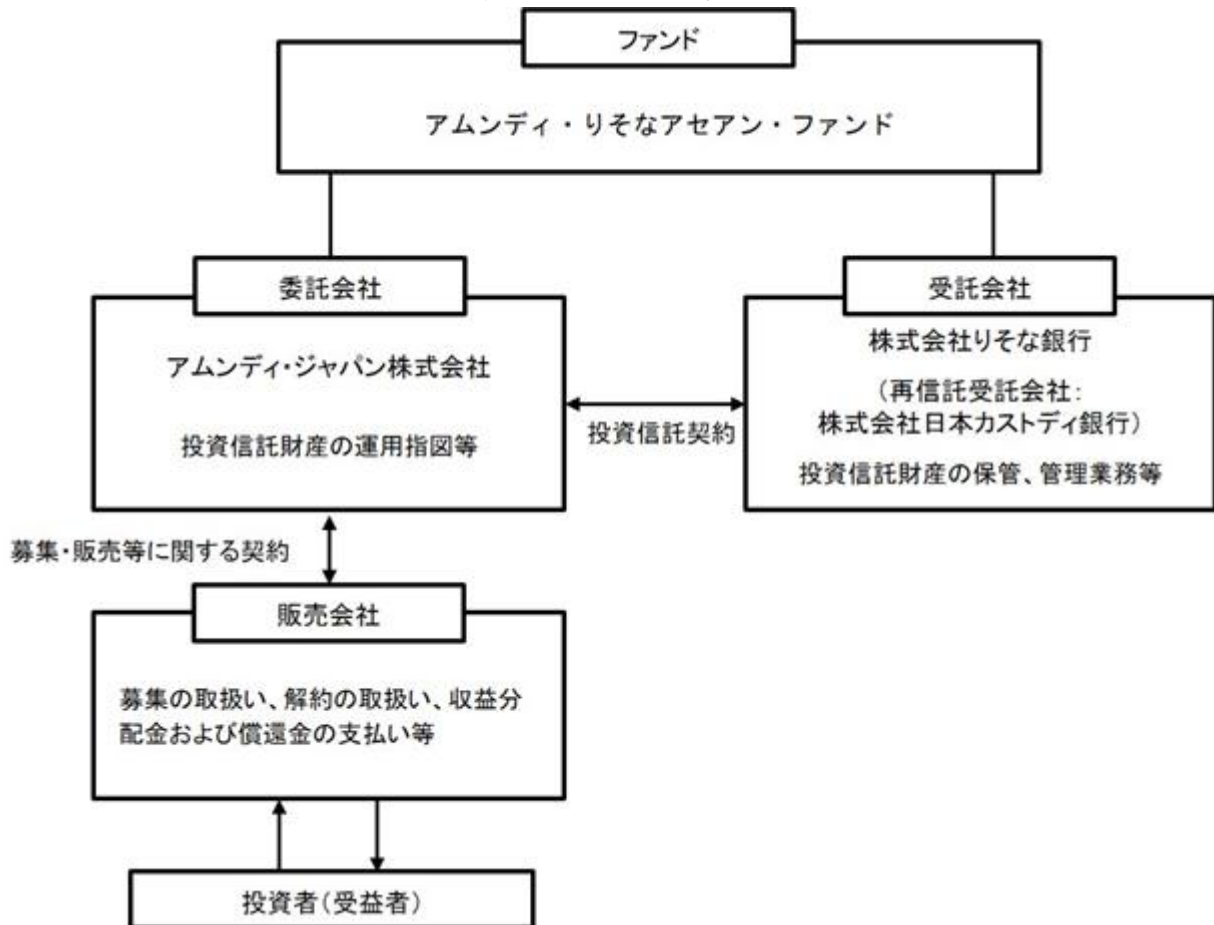 ファンド
アムンディ・りそなアセアン・ファンド
委託会社
アムンディ・ジャパン株式会社
投資信託財産の運用指図等
投資信託契約
受託会社
株式会社りそな銀行
（再信託受託会社：
株式会社日本カストディ銀行）
投資信託財産の保管、管理業務等
募集・販売等に関する契約
販売会社
募集の取扱い、解約の取扱い、収益分
配金および償還金の支払い等
投資者（受益者）